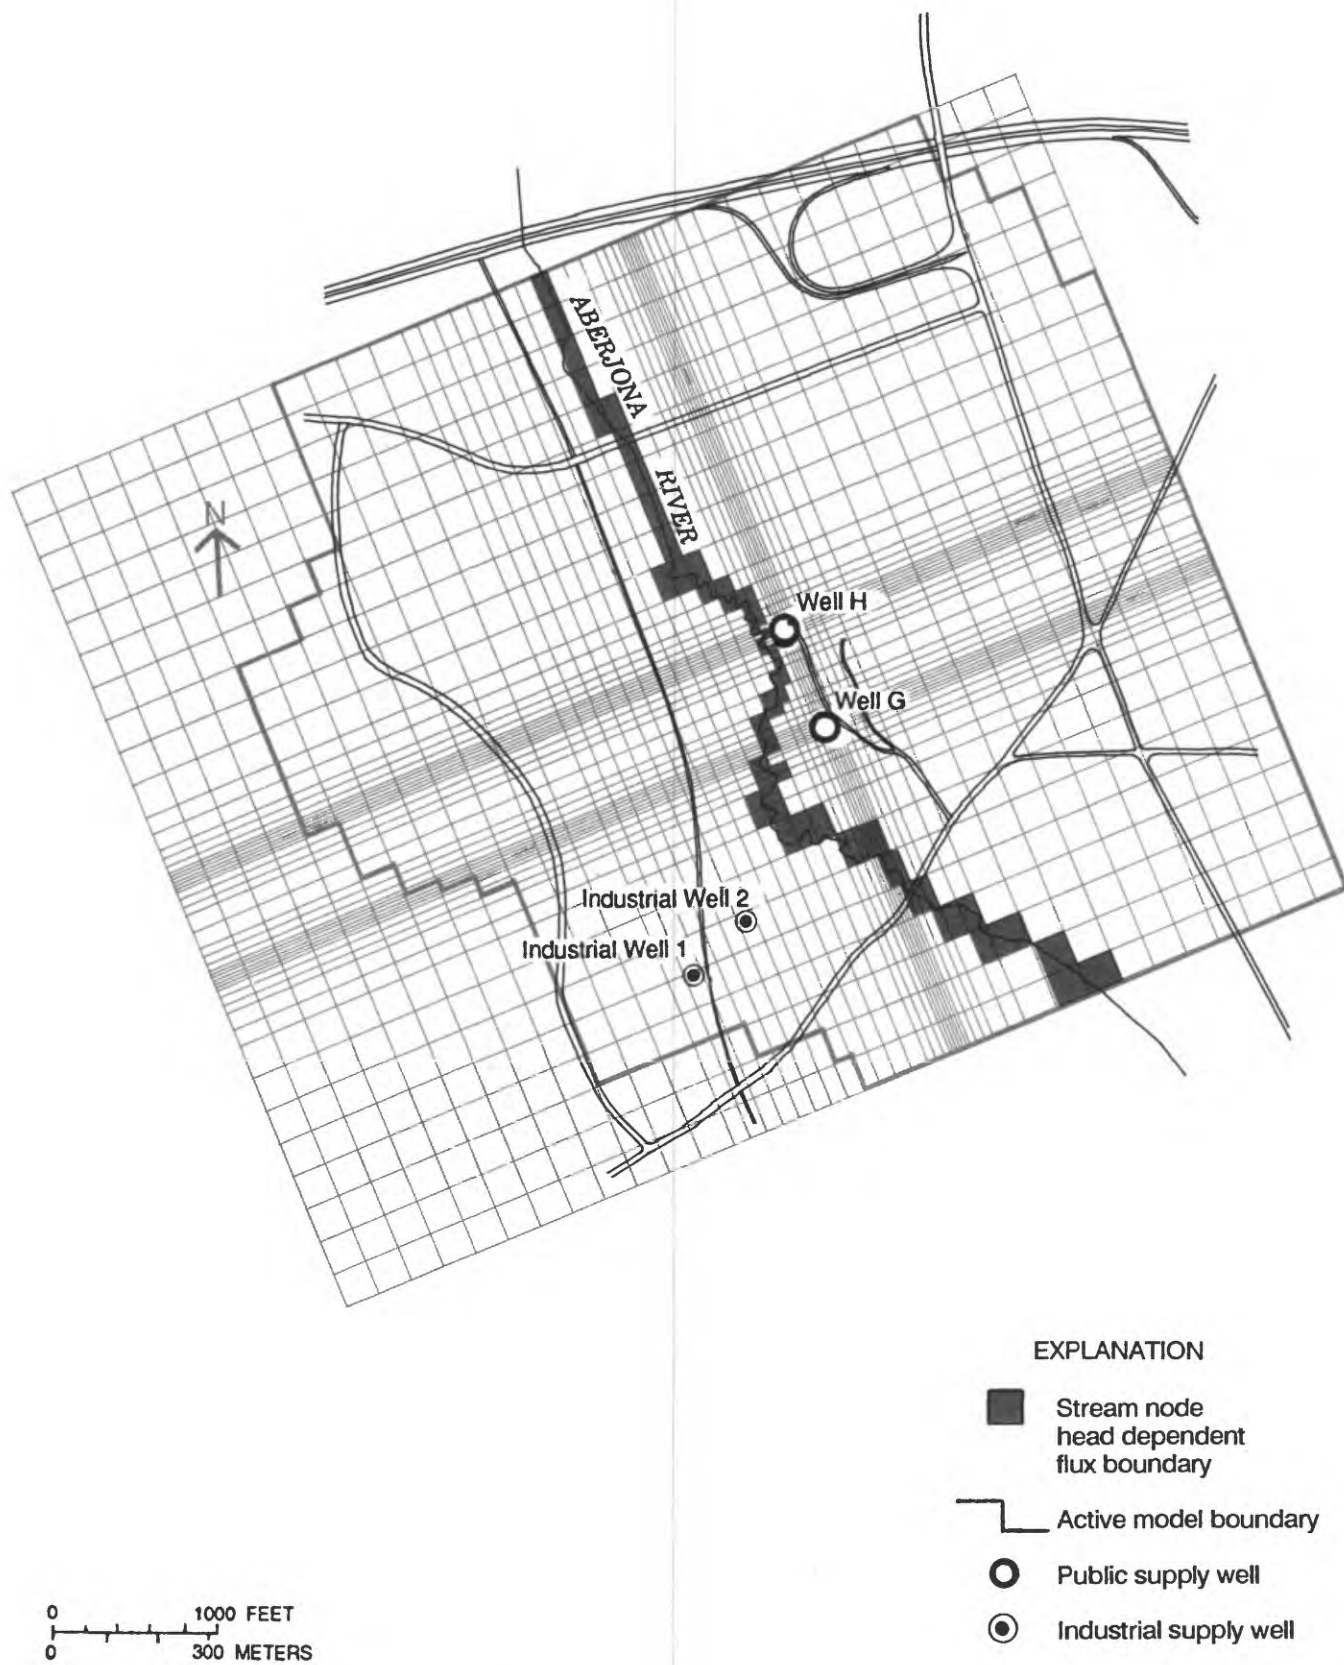 ABERJONA
N
RIVER
Well H
Well G
Industrial Well 2
Industrial Well 1
EXPLANATION
Stream node
head dependent
flux boundary
Active model boundary
Public supply well
Industrial supply well
0 1000 FEET
0 300 METERS